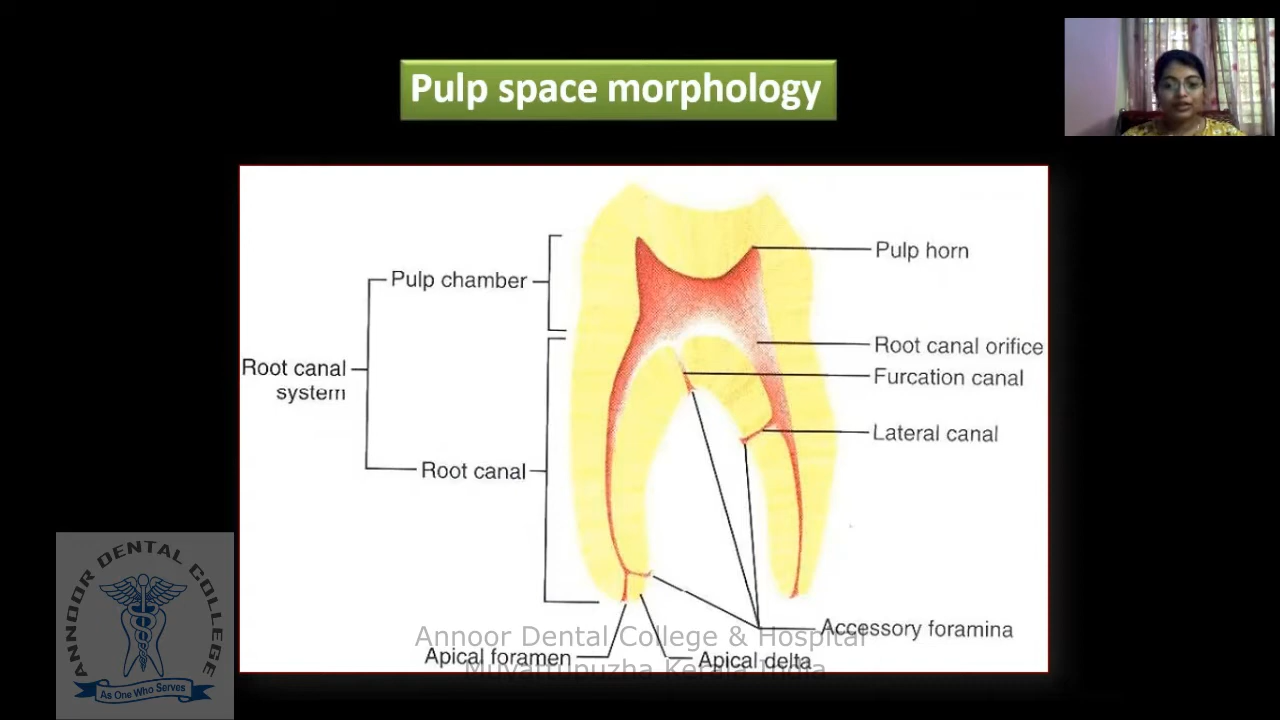 Pulp space morphology
Pulp horn
Pulp chamber
Root canal orifice
Root canal
system
Furcation canal
Lateral canal
Root canal
Accessory foramina
Apical foramen
Apical delta
Annoor Dental College & Hospital
Muvattupuzha Kerala India
ANNOOR DENTAL COLLEGE
As One Who Serves